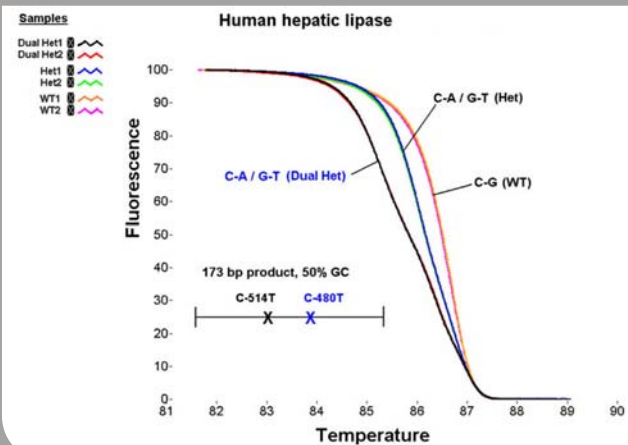 Samples
Human hepatic lipase
Dual Het1
Dual Het2
Het1
Het2
WT1
WT2
Fluorescence
100-
90-
80-
70-
60-
50-
40-
30-
20-
10-
0-
C-A / G-T (Het)
C-A / G-T (Dual Het)
C-G (WT)
173 bp product, 50% GC
C-514T C-480T
X X
81 82 83 84 85 86 87 88 89 90
Temperature